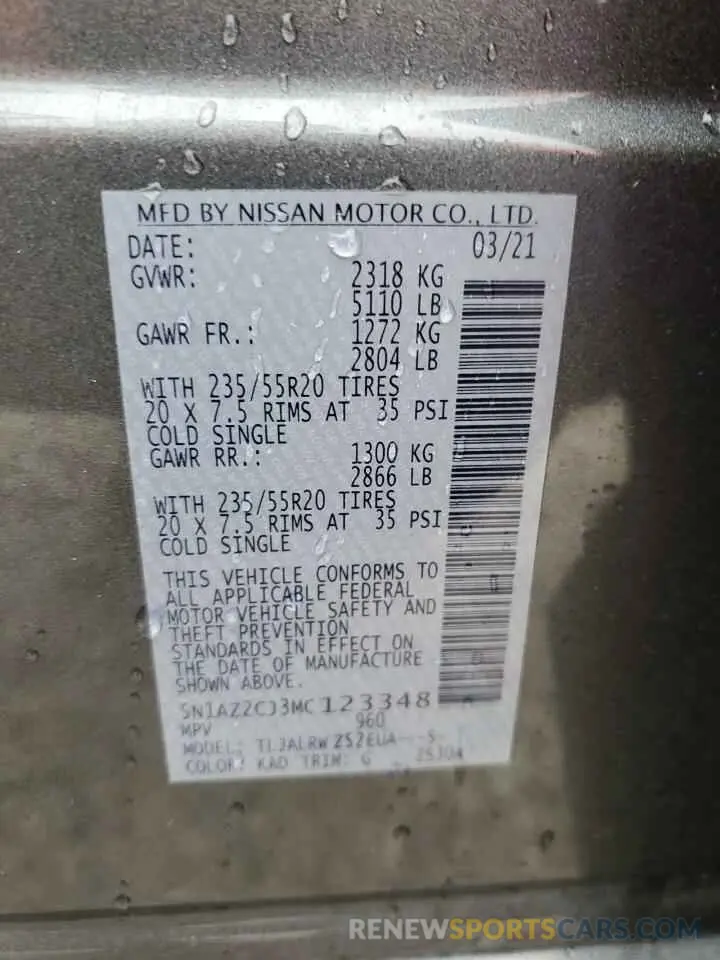 MFD BY NISSAN MOTOR CO., LTD.
DATE: 03/21
GVWR: 2318 KG
5110 LB
GAWR FR.: 1272 KG
2804 LB
WITH 235/55R20 TIRES
20 X 7.5 RIMS AT 35 PSI
COLD SINGLE
GAWR RR.: 1300 KG
2866 LB
WITH 235/55R20 TIRES
20 X 7.5 RIMS AT 35 PSI
COLD SINGLE
THIS VEHICLE CONFORMS TO
ALL APPLICABLE FEDERAL
MOTOR VEHICLE SAFETY AND
THEFT PREVENTION
STANDARDS IN EFFECT ON
THE DATE OF MANUFACTURE
SHOWN ABOVE.
5N1AZ2CJ3MC123348
MPV 960
MODEL:
COLOR: KAD TRIM: G
RENEWSPORTSCARS.COM